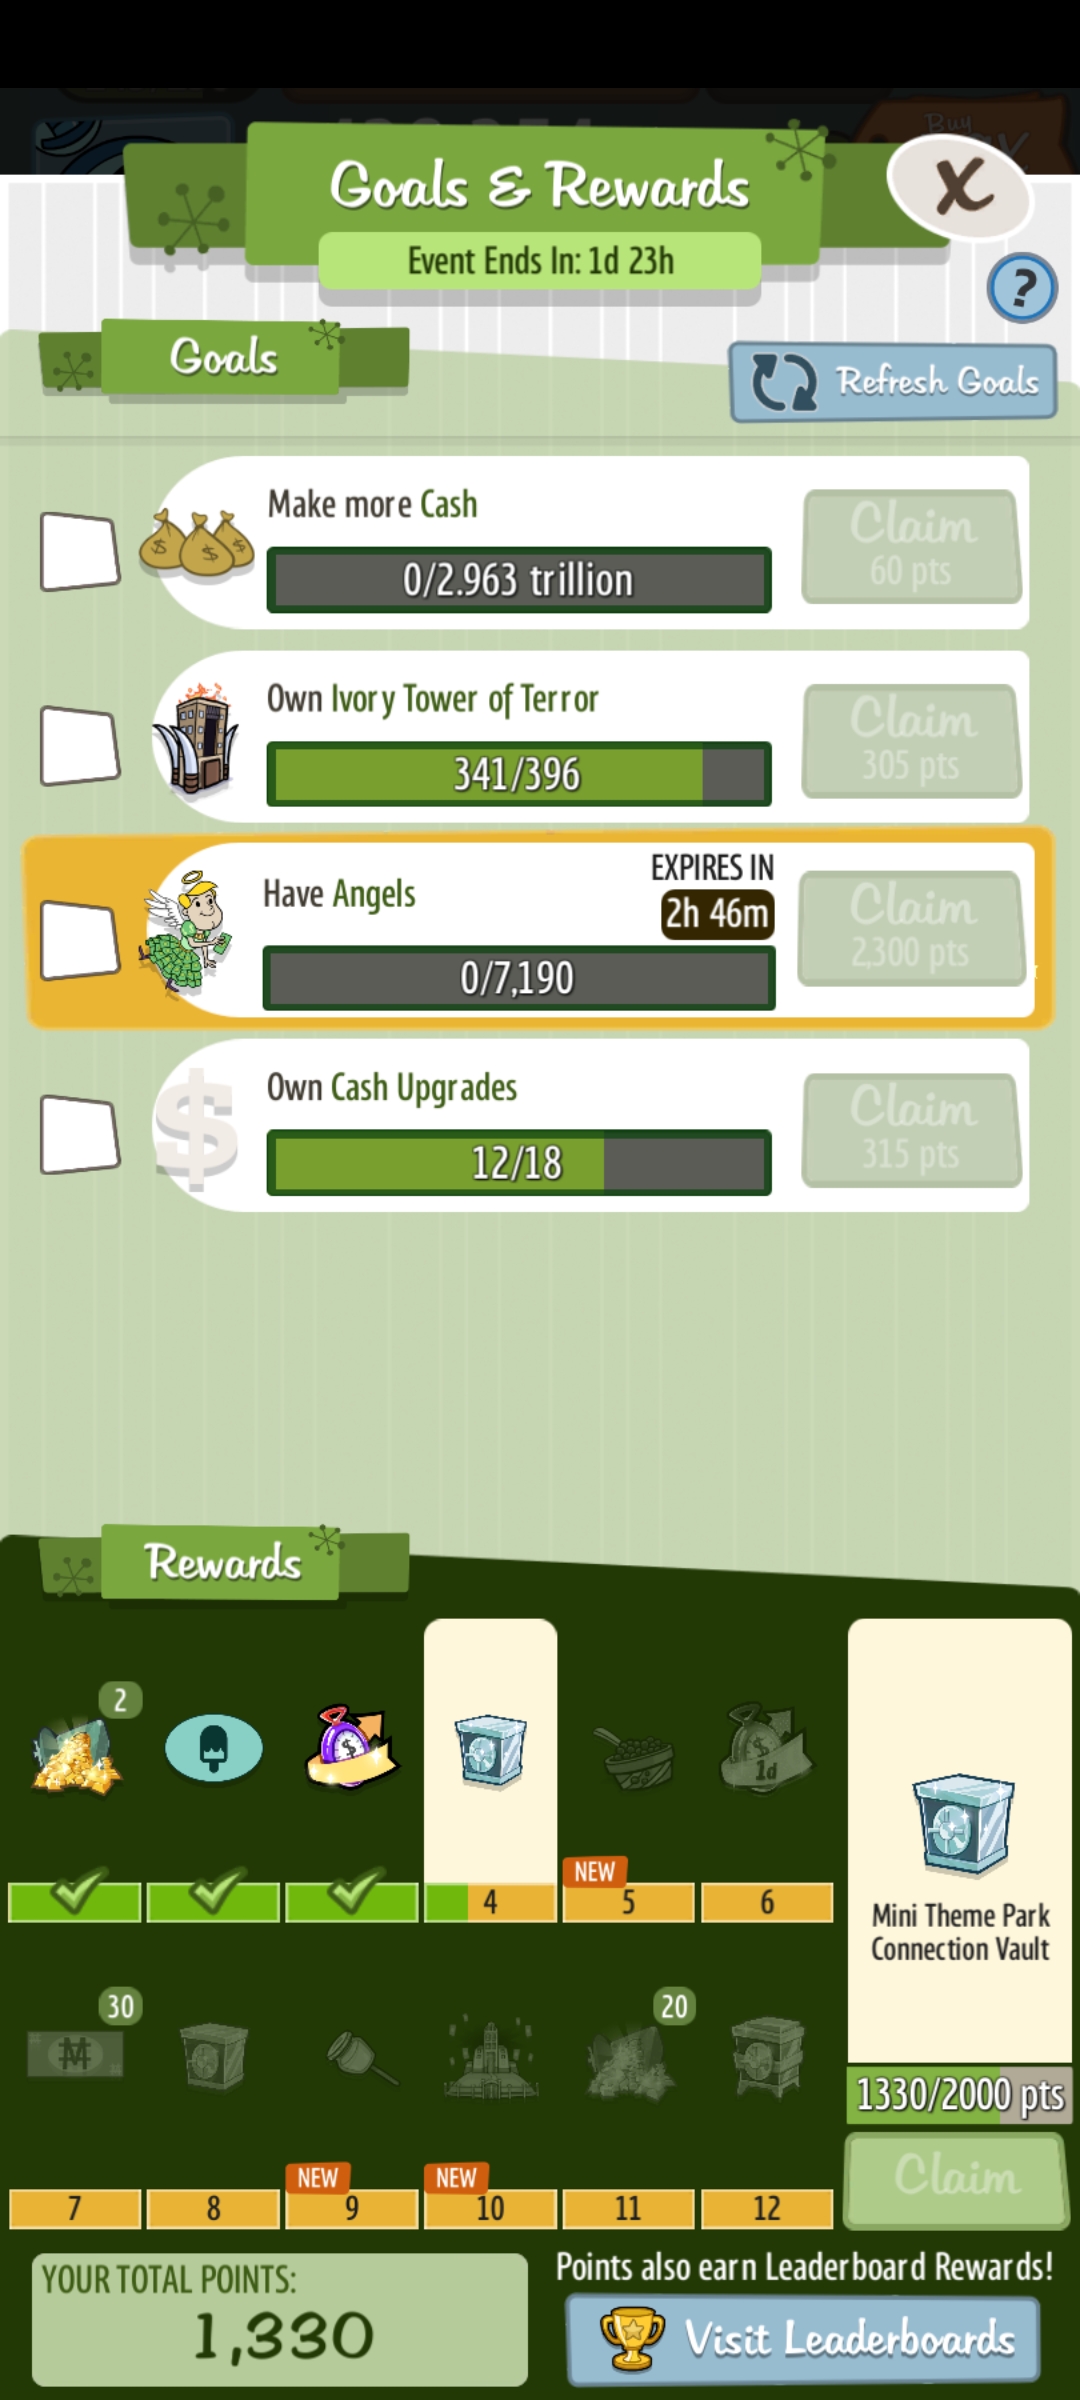 Buy
Goals & Rewards
X
Event Ends In: 1d 23h
?
Goals
Refresh Goals
Make more Cash
0/2.963 trillion
Claim
60 pts
Own Ivory Tower of Terror
341/396
Claim
305 pts
Have Angels
EXPIRES IN
2h 46m
0/7,190
Claim
2,300 pts
Own Cash Upgrades
12/18
Claim
315 pts
Rewards
2
1d
4
NEW
5
6
Mini Theme Park
Connection Vault
30
20
1330/2000 pts
Claim
7
8
NEW
9
NEW
10
11
12
YOUR TOTAL POINTS:
1,330
Points also earn Leaderboard Rewards!
Visit Leaderboards